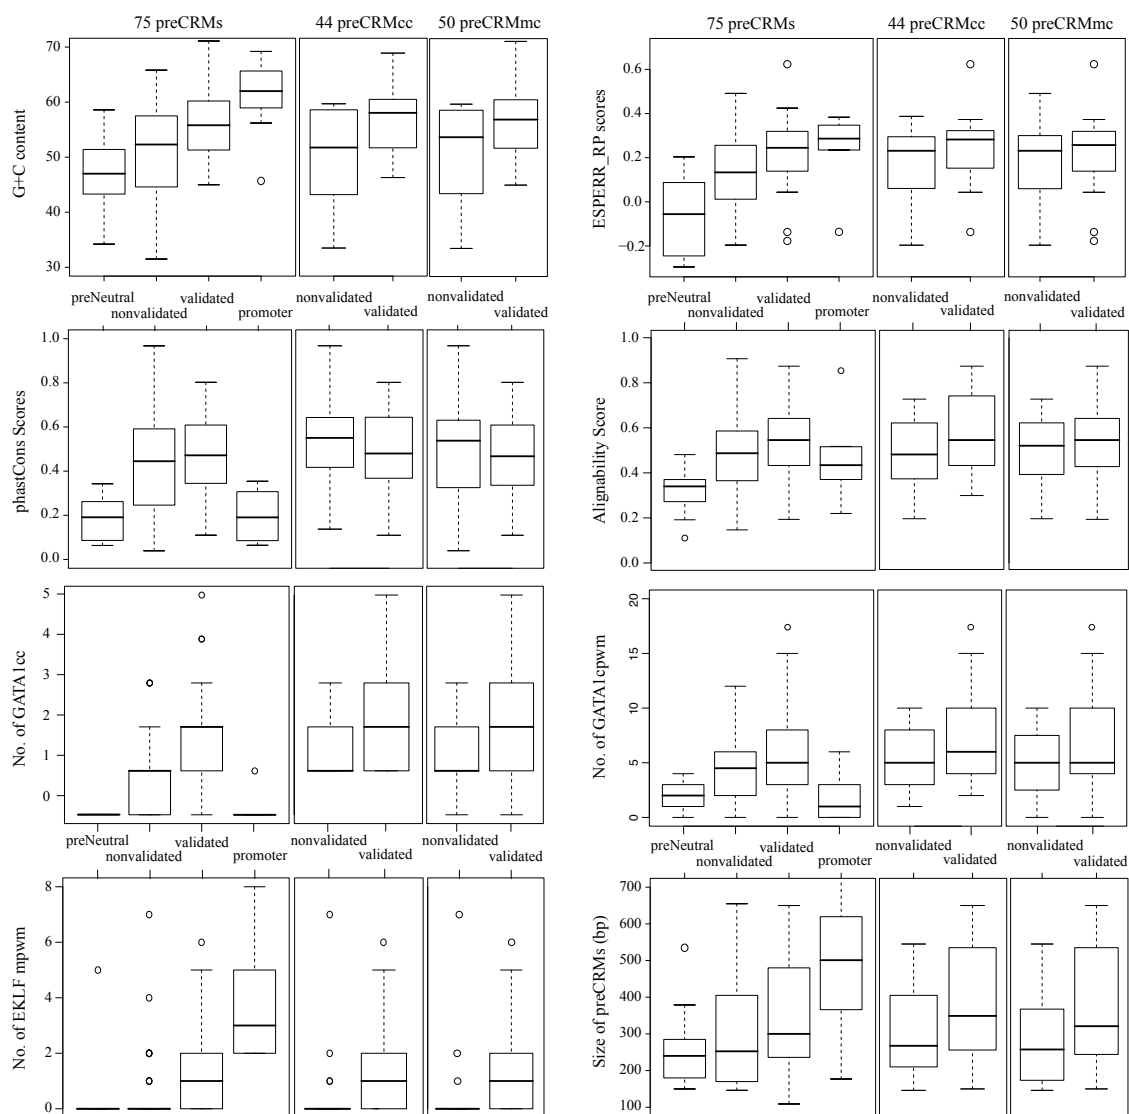 75 preCRMs 44 preCRMcc 50 preCRMmc
G+C content
70
60
50
40
30
preNeutral validated nonvalidated nonvalidated
nonvalidated promoter validated validated
75 preCRMs 44 preCRMcc 50 preCRMmc
ESPERR_RP scores
0.6
0.4
0.2
0.0
−0.2
preNeutral validated nonvalidated nonvalidated
nonvalidated promoter validated validated
phastCons Scores
1.0
0.8
0.6
0.4
0.2
0.0
Alignability Score
1.0
0.8
0.6
0.4
0.2
0.0
No. of GATA1cc
5
4
3
2
1
0
preNeutral validated nonvalidated nonvalidated
nonvalidated promoter validated validated
No. of GATA1cpwm
20
15
10
5
0
preNeutral validated nonvalidated nonvalidated
nonvalidated promoter validated validated
No. of EKLF mpwm
8
6
4
2
0
Size of preCRMs (bp)
700
600
500
400
300
200
100